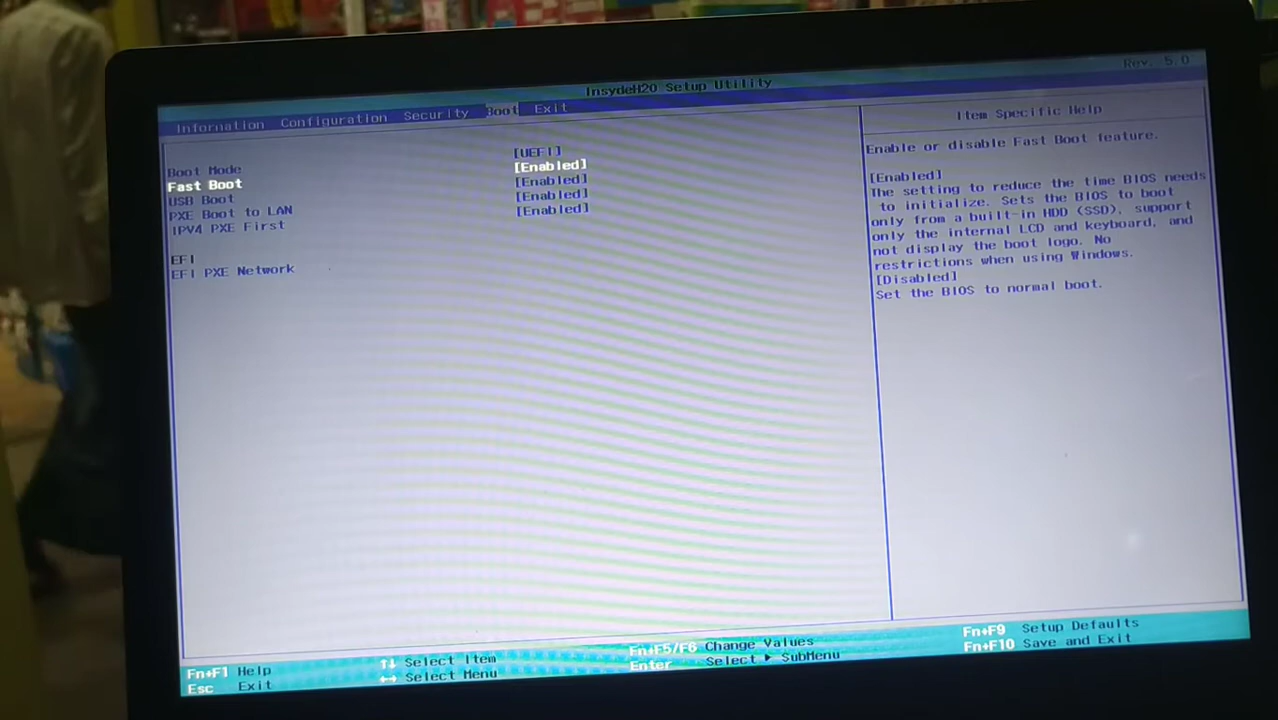 InsydeH20 Setup Utility
Rev. 5.0
Information Configuration Security Boot Exit
Boot Mode [UEFI]
Fast Boot [Enabled]
USB Boot [Enabled]
PXE Boot to LAN [Enabled]
IPV4 PXE First [Enabled]
EFI
EFI PXE Network
Item Specific Help
Enable or disable Fast Boot feature.
[Enabled]
The setting to reduce the time BIOS needs
to initialize. Sets the BIOS to boot
only from a built-in HDD (SSD), support
only the internal LCD and keyboard, and
not display the boot logo. No
restrictions when using Windows.
[Disabled]
Set the BIOS to normal boot.
Fn+F1 Help
Esc Exit
↑↓ Select Item
↔ Select Menu
Fn+F5/F6 Change Values
Enter Select ▶ SubMenu
Fn+F9 Setup Defaults
Fn+F10 Save and Exit